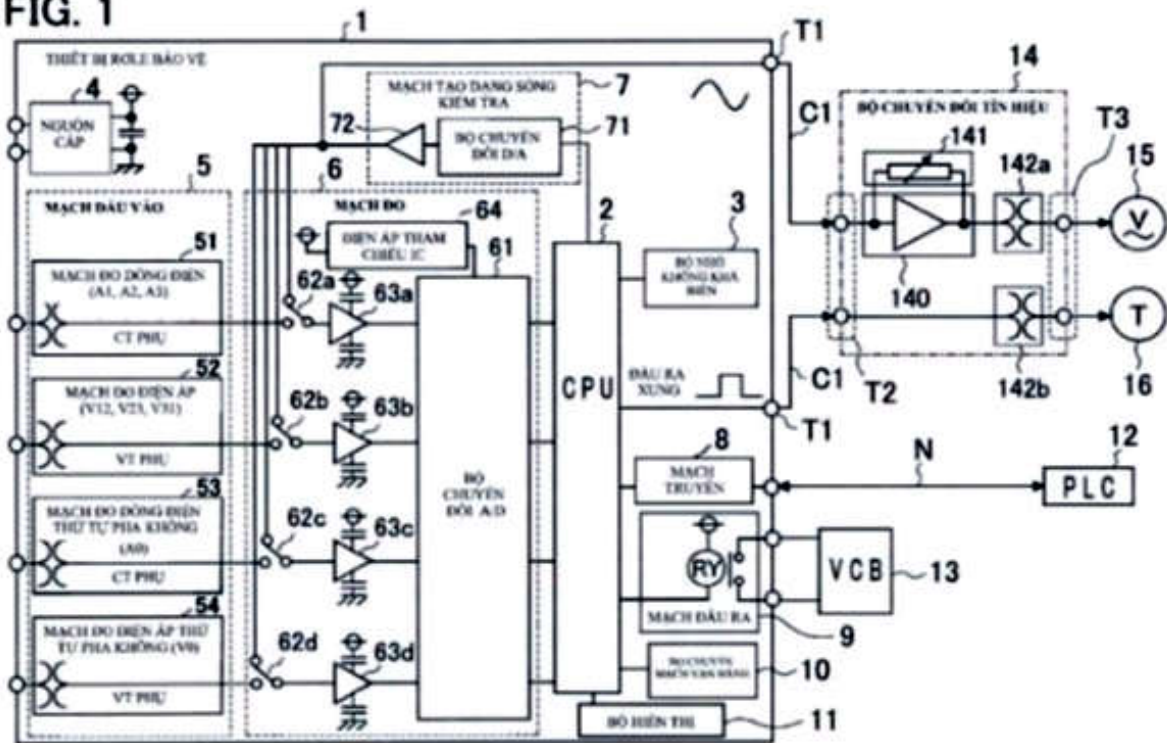 FIG. 1
1
THIẾT BỊ RƠLE BẢO VỆ
4
NGUỒN
CẤP
MẠCH TẠO DẠNG SÓNG
KIỂM TRA
7
72
71
BỘ CHUYỂN
ĐỔI D/A
T1
C1
14
BỘ CHUYỂN ĐỔI TÍN HIỆU
141
142a
T3
15
V
140
142b
T
16
T2
C1
T1
5
MẠCH ĐẦU VÀO
6
MẠCH ĐO
64
ĐIỆN ÁP THAM
CHIẾU IC
61
2
3
BỘ NHỚ
KHÔNG KHẢ
BIẾN
51
MẠCH ĐO DÒNG ĐIỆN
(A1, A2, A3)
CT PHỤ
62a
63a
52
MẠCH ĐO ĐIỆN ÁP
(V12, V23, V31)
VT PHỤ
62b
63b
CPU
ĐẦU RA
XUNG
BỘ
CHUYỂN
ĐỔI A/D
53
MẠCH ĐO DÒNG ĐIỆN
THỨ TỰ PHA KHÔNG
(A0)
CT PHỤ
62c
63c
8
MẠCH
TRUYỀN
N
12
PLC
RY
MẠCH ĐẦU RA
9
VCB
13
54
MẠCH ĐO ĐIỆN ÁP THỨ
TỰ PHA KHÔNG (V0)
VT PHỤ
62d
63d
BỘ CHUYỂN
MẠCH VẬN HÀNH
10
BỘ HIỂN THỊ
11